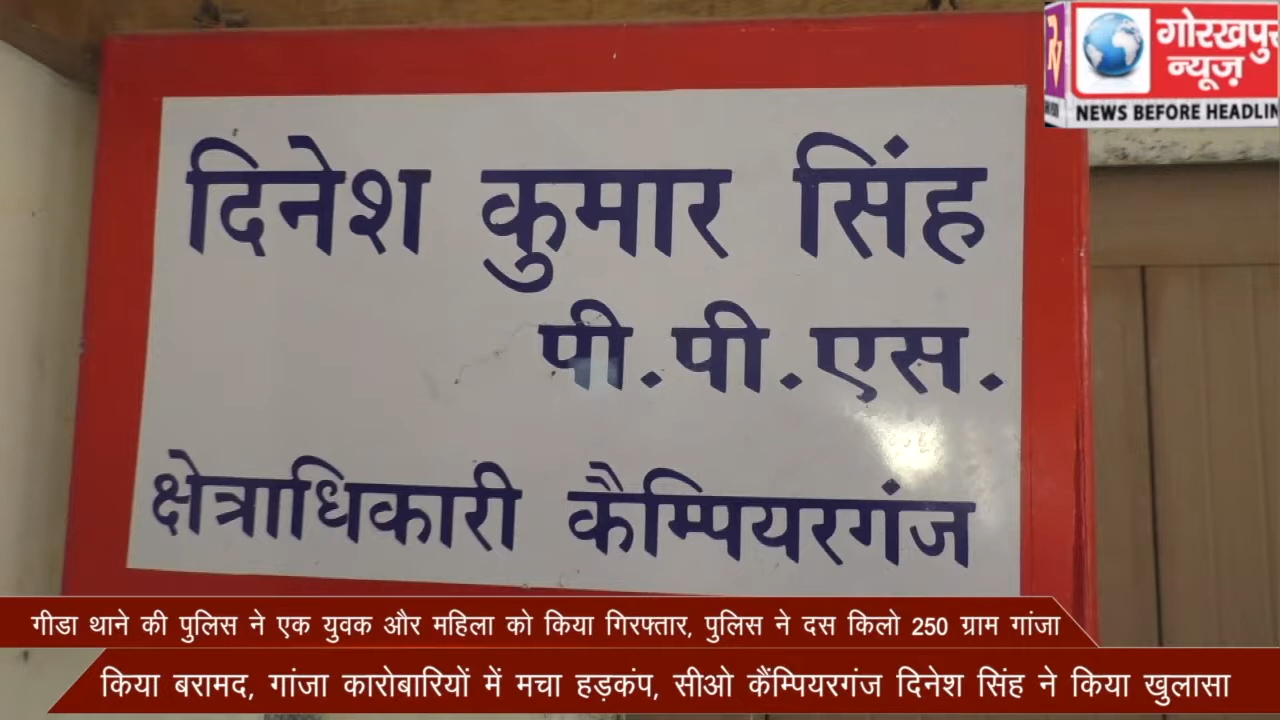 गोरखपुर
न्यूज़
NEWS BEFORE HEADLIN
दिनेश कुमार सिंह
पी.पी.एस.
क्षेत्राधिकारी कैम्पियरगंज
गीडा थाने की पुलिस ने एक युवक और महिला को किया गिरफ्तार, पुलिस ने दस किलो 250 ग्राम गांजा
किया बरामद, गांजा कारोबारियों में मचा हड़कंप, सीओ कैंम्पियरगंज दिनेश सिंह ने किया खुलासा